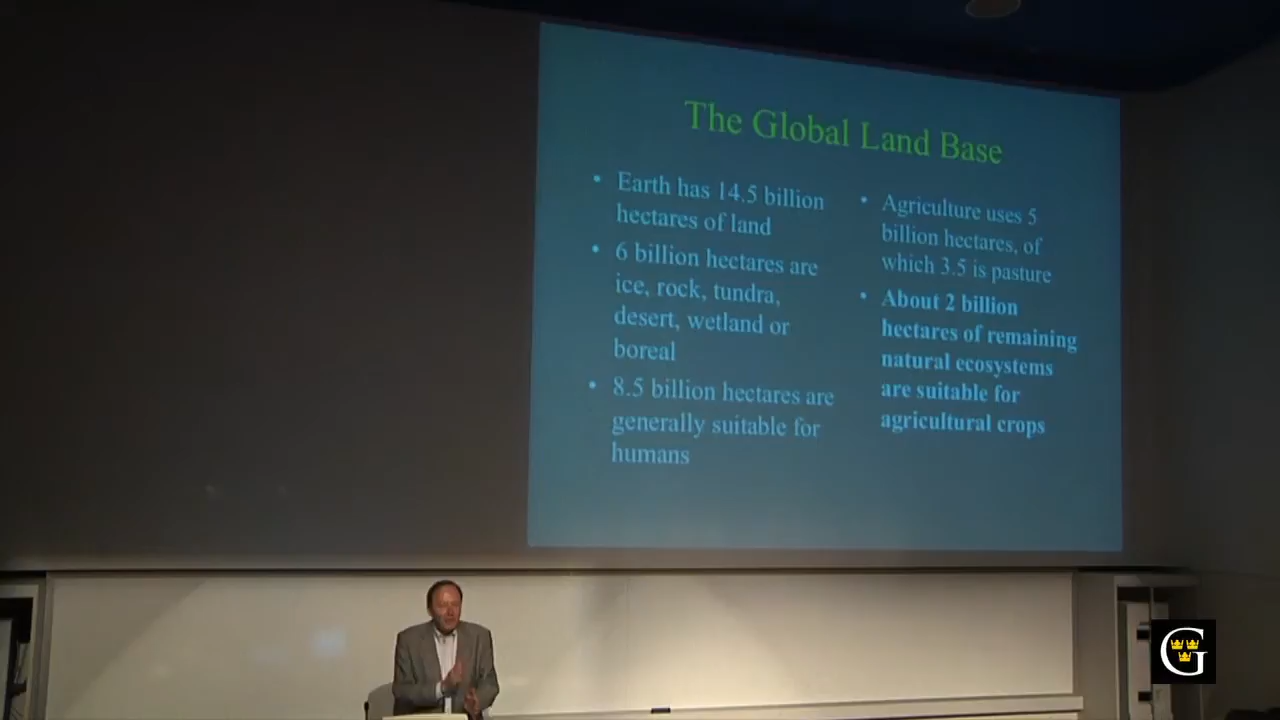 The Global Land Base
• Earth has 14.5 billion
hectares of land
• 6 billion hectares are
ice, rock, tundra,
desert, wetland or
boreal
• 8.5 billion hectares are
generally suitable for
humans
• Agriculture uses 5
billion hectares, of
which 3.5 is pasture
• About 2 billion
hectares of remaining
natural ecosystems
are suitable for
agricultural crops
G